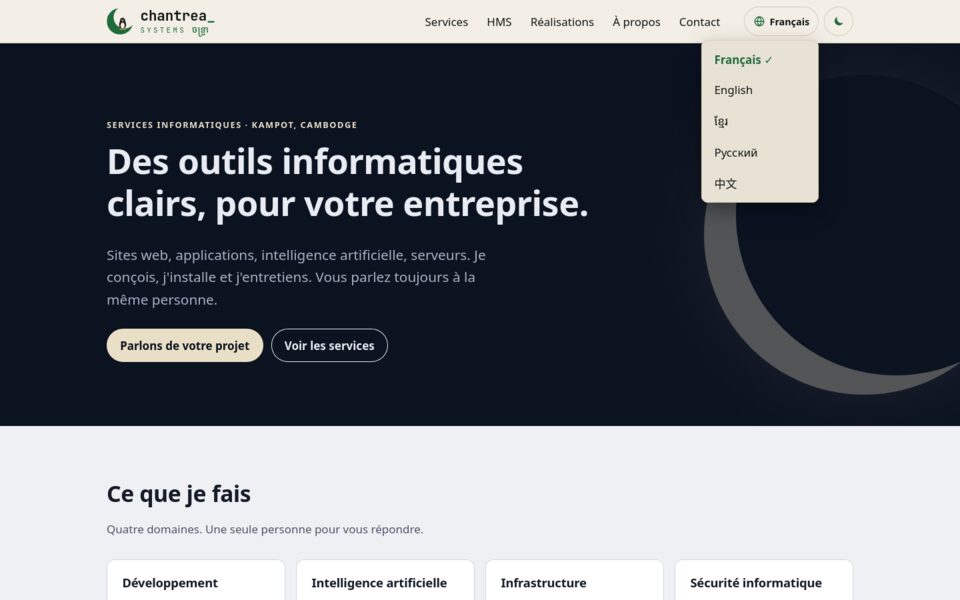 chantrea_
SYSTEMS ចន្ទ្រា
Services HMS Réalisations À propos Contact Français
Français ✓
English
ខ្មែរ
Русский
中文
SERVICES INFORMATIQUES · KAMPOT, CAMBODGE
Des outils informatiques
clairs, pour votre entreprise.
Sites web, applications, intelligence artificielle, serveurs. Je
conçois, j'installe et j'entretiens. Vous parlez toujours à la
même personne.
Parlons de votre projet Voir les services
Ce que je fais
Quatre domaines. Une seule personne pour vous répondre.
Développement Intelligence artificielle Infrastructure Sécurité informatique